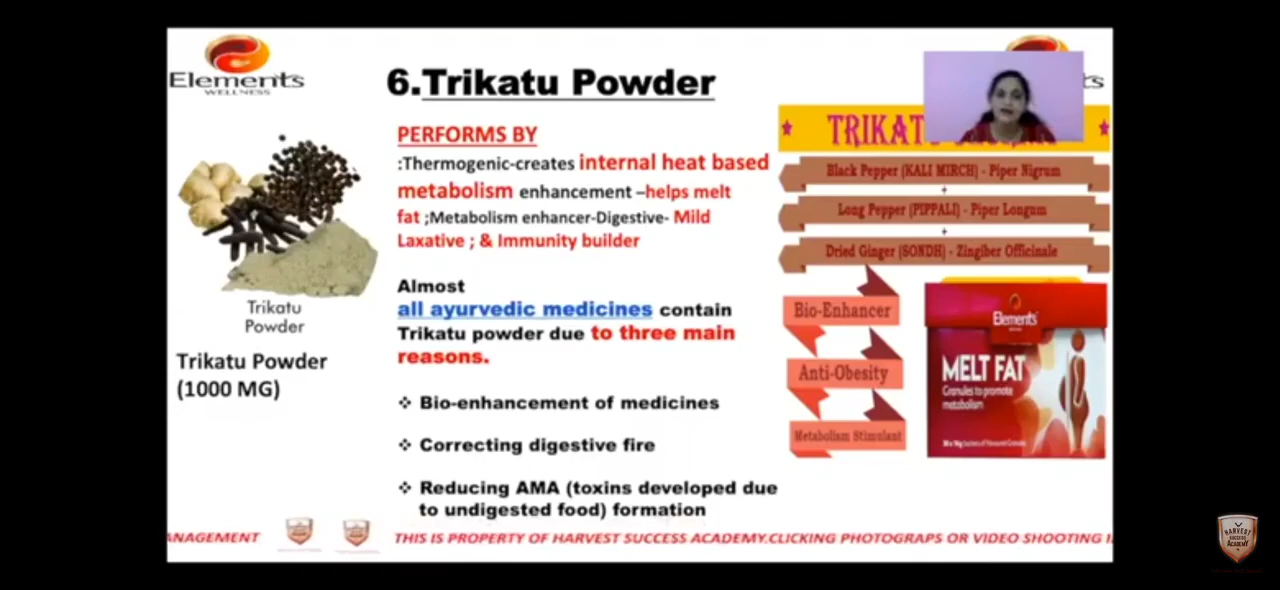 Elements
WELLNESS
6.Trikatu Powder
ts
TRIKAT
PERFORMS BY
:Thermogenic-creates internal heat based
metabolism enhancement –helps melt
fat ;Metabolism enhancer-Digestive- Mild
Laxative ; & Immunity builder
Almost
all ayurvedic medicines contain
Trikatu powder due to three main
reasons.
❖ Bio-enhancement of medicines
❖ Correcting digestive fire
❖ Reducing AMA (toxins developed due
to undigested food) formation
Trikatu
Powder
Trikatu Powder
(1000 MG)
Black Pepper (KALI MIRCH) - Piper Nigrum
+
Long Pepper (PIPPALI) - Piper Longum
+
Dried Ginger (SONDH) - Zingiber Officinale
Bio-Enhancer
Anti-Obesity
Metabolism Stimulant
Elements
MELT FAT
Granules to promote
metabolism
ANAGEMENT
THIS IS PROPERTY OF HARVEST SUCCESS ACADEMY.CLICKING PHOTOGRAPS OR VIDEO SHOOTING
HARVEST
SUCCESS
ACADEMY